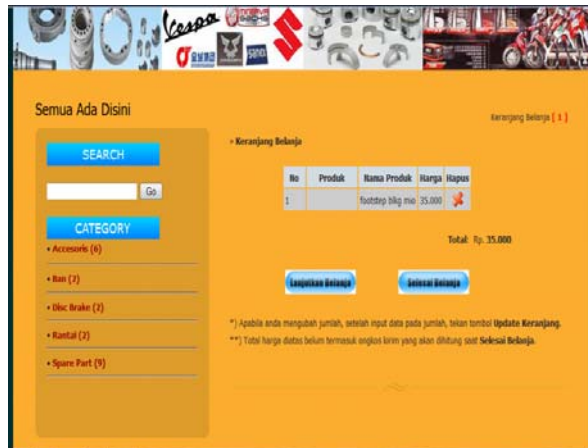 Vespa
SACHS
Semua Ada Disini
Keranjang Belanja [ 1 ]
SEARCH
Go
CATEGORY
• Accesoris (6)
• Ban (2)
• Disc Brake (2)
• Rantai (2)
• Spare Part (9)
» Keranjang Belanja
No Produk Nama Produk Harga Hapus
1 footstep blkg mio 35.000
Total: Rp. 35.000
Lanjutkan Belanja Selesai Belanja
*) Apabila anda mengubah jumlah, setelah input data pada jumlah, tekan tombol Update Keranjang.
**) Total harga diatas belum termasuk ongkos kirim yang akan dihitung saat Selesai Belanja.